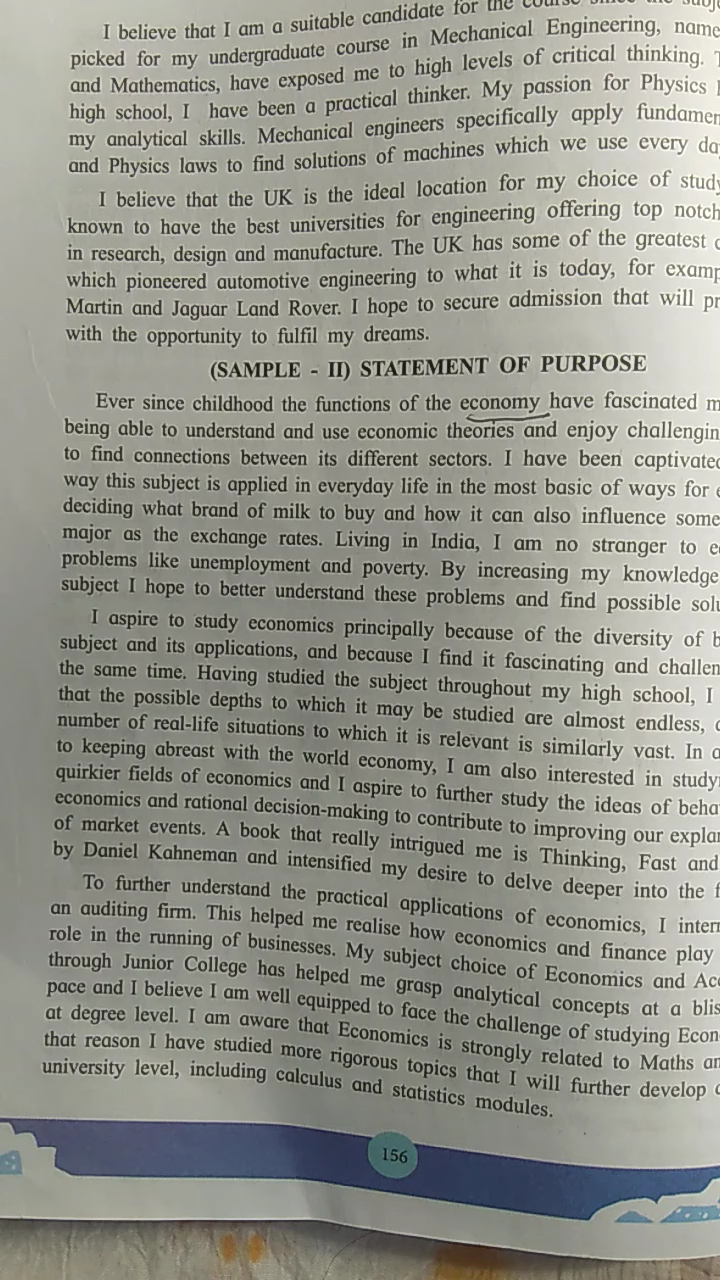 I believe that I am a suitable candidate for the course since the
picked for my undergraduate course in Mechanical Engineering, name
and Mathematics, have exposed me to high levels of critical thinking.
high school, I have been a practical thinker. My passion for Physics
my analytical skills. Mechanical engineers specifically apply fundamen
and Physics laws to find solutions of machines which we use every da
I believe that the UK is the ideal location for my choice of study
known to have the best universities for engineering offering top notch
in research, design and manufacture. The UK has some of the greatest
which pioneered automotive engineering to what it is today, for examp
Martin and Jaguar Land Rover. I hope to secure admission that will pr
with the opportunity to fulfil my dreams.
(SAMPLE - II) STATEMENT OF PURPOSE
Ever since childhood the functions of the economy have fascinated m
being able to understand and use economic theories and enjoy challengin
to find connections between its different sectors. I have been captivated
way this subject is applied in everyday life in the most basic of ways for
deciding what brand of milk to buy and how it can also influence some
major as the exchange rates. Living in India, I am no stranger to e
problems like unemployment and poverty. By increasing my knowledge
subject I hope to better understand these problems and find possible solu
I aspire to study economics principally because of the diversity of b
subject and its applications, and because I find it fascinating and challen
the same time. Having studied the subject throughout my high school, I
that the possible depths to which it may be studied are almost endless,
number of real-life situations to which it is relevant is similarly vast. In a
to keeping abreast with the world economy, I am also interested in study
quirkier fields of economics and I aspire to further study the ideas of beha
economics and rational decision-making to contribute to improving our explan
of market events. A book that really intrigued me is Thinking, Fast and
by Daniel Kahneman and intensified my desire to delve deeper into the f
To further understand the practical applications of economics, I intern
an auditing firm. This helped me realise how economics and finance play
role in the running of businesses. My subject choice of Economics and Acc
through Junior College has helped me grasp analytical concepts at a blis
pace and I believe I am well equipped to face the challenge of studying Econ
at degree level. I am aware that Economics is strongly related to Maths an
that reason I have studied more rigorous topics that I will further develop
university level, including calculus and statistics modules.
156